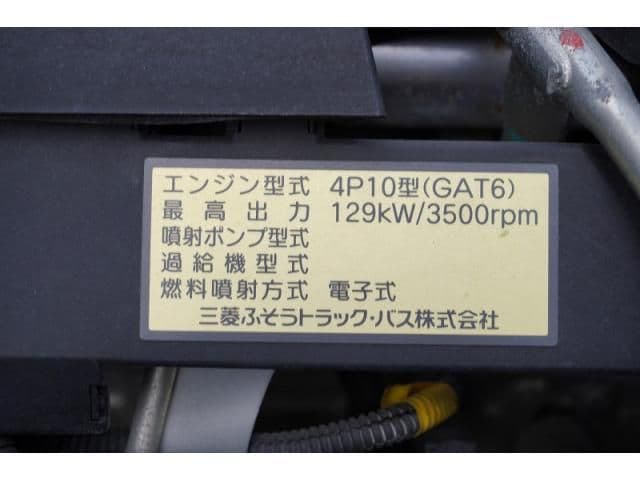 エンジン型式 4P10型(GAT6)
最高出力 129kW/3500rpm
噴射ポンプ型式
過給機型式
燃料噴射方式 電子式
三菱ふそうトラック・バス株式会社